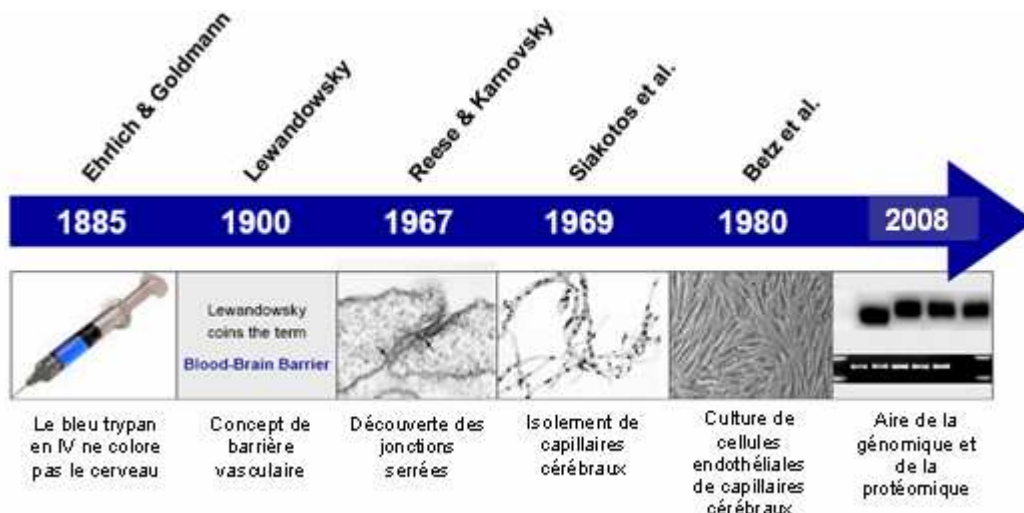 Ehrlich & Goldmann
Lewandowsky
Reese & Karnovsky
Siakotos et al.
Betz et al.
1885
1900
1967
1969
1980
2008
Lewandowsky
coins the term
Blood-Brain Barrier
Le bleu trypan
en IV ne colore
pas le cerveau
Concept de
barrière
vasculaire
Découverte des
jonctions
serrées
Isolement de
capillaires
cérébraux
Culture de
cellules
endothéliales
de capillaires
cérébraux
Aire de la
génomique et
de la
protéomique